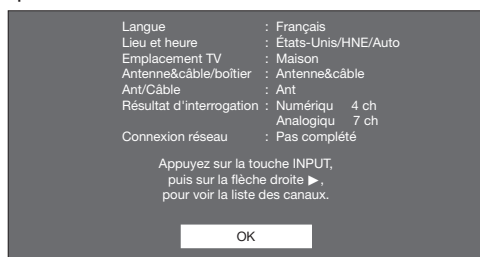 Langue : Français
Lieu et heure : États-Unis/HNE/Auto
Emplacement TV : Maison
Antenne&câble/boîtier : Antenne&câble
Ant/Câble : Ant
Résultat d'interrogation : Numériqu 4 ch
Analogiqu 7 ch
Connexion réseau : Pas complété
Appuyez sur la touche INPUT,
puis sur la flèche droite ►,
pour voir la liste des canaux.
OK